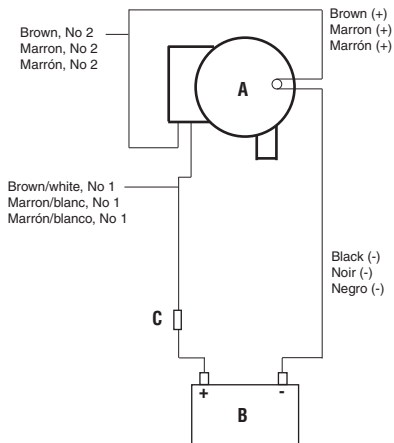 Brown, No 2
Marron, No 2
Marrón, No 2
Brown (+)
Marron (+)
Marrón (+)
A
Brown/white, No 1
Marron/blanc, No 1
Marrón/blanco, No 1
Black (-)
Noir (-)
Negro (-)
C
+
-
B